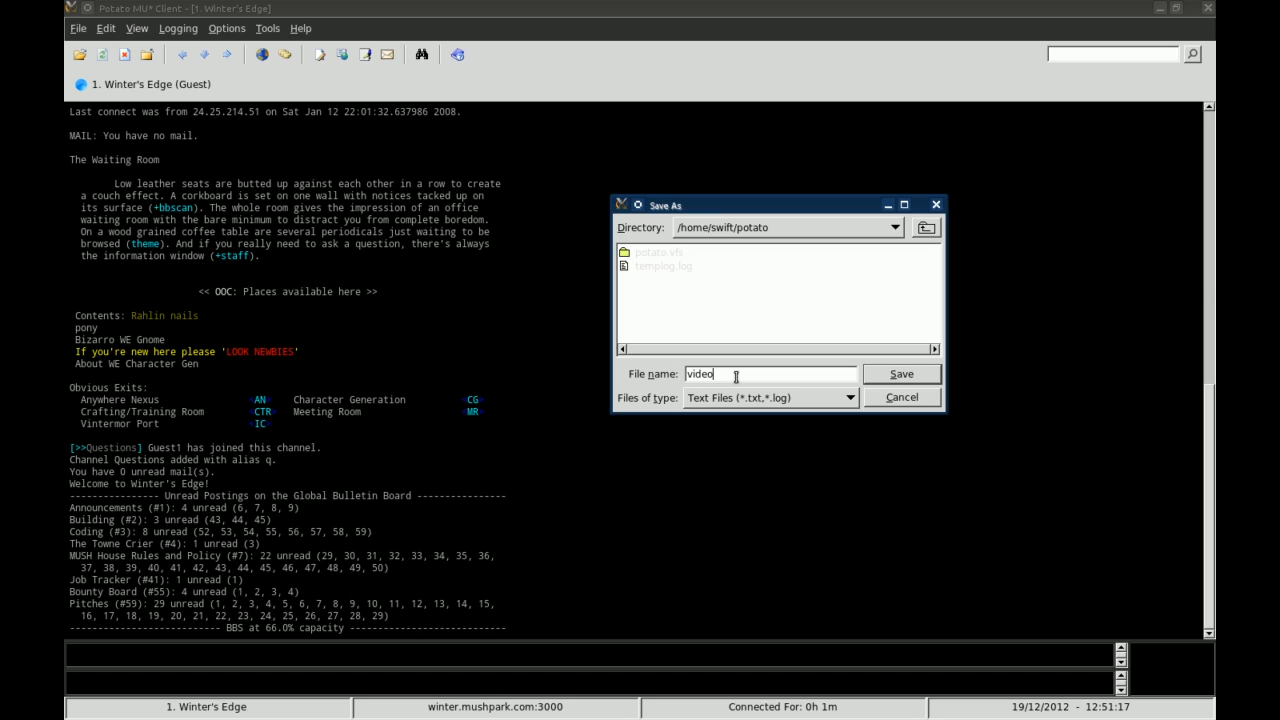 Potato MU* Client - [1. Winter's Edge]
File Edit View Logging Options Tools Help
1. Winter's Edge (Guest)
Last connect was from 24.25.214.51 on Sat Jan 12 22:01:32.637986 2008.
MAIL: You have no mail.
The Waiting Room
Low leather seats are butted up against each other in a row to create
a couch effect. A corkboard is set on one wall with notices tacked up on
its surface (+bbscan). The whole room gives the impression of an office
waiting room with the bare minimum to distract you from complete boredom.
On a wood grained coffee table are several periodicals just waiting to be
browsed (theme). And if you really need to ask a question, there's always
the information window (+staff).
<< OOC: Places available here >>
Contents: Rahlin nails
pony
Bizarro WE Gnome
If you're new here please 'LOOK NEWBIES'
About WE Character Gen
Obvious Exits:
Anywhere Nexus <AN> Character Generation <CG>
Crafting/Training Room <CTR> Meeting Room <MR>
Vintermor Port <IC>
[>>Questions] Guest1 has joined this channel.
Channel Questions added with alias q.
You have 0 unread mail(s).
Welcome to Winter's Edge!
---------------- Unread Postings on the Global Bulletin Board ----------------
Announcements (#1): 4 unread (6, 7, 8, 9)
Building (#2): 3 unread (43, 44, 45)
Coding (#3): 8 unread (52, 53, 54, 55, 56, 57, 58, 59)
The Towne Crier (#4): 1 unread (3)
MUSH House Rules and Policy (#7): 22 unread (29, 30, 31, 32, 33, 34, 35, 36,
37, 38, 39, 40, 41, 42, 43, 44, 45, 46, 47, 48, 49, 50)
Job Tracker (#41): 1 unread (1)
Bounty Board (#55): 4 unread (1, 2, 3, 4)
Pitches (#59): 29 unread (1, 2, 3, 4, 5, 6, 7, 8, 9, 10, 11, 12, 13, 14, 15,
16, 17, 18, 19, 20, 21, 22, 23, 24, 25, 26, 27, 28, 29)
--------------------------- BBS at 66.0% capacity ----------------------------
Save As
Directory: /home/swift/potato
potato.vfs
templog.log
File name: video Save
Files of type: Text Files (*.txt,*.log) Cancel
1. Winter's Edge winter.mushpark.com:3000 Connected For: 0h 1m 19/12/2012 - 12:51:17